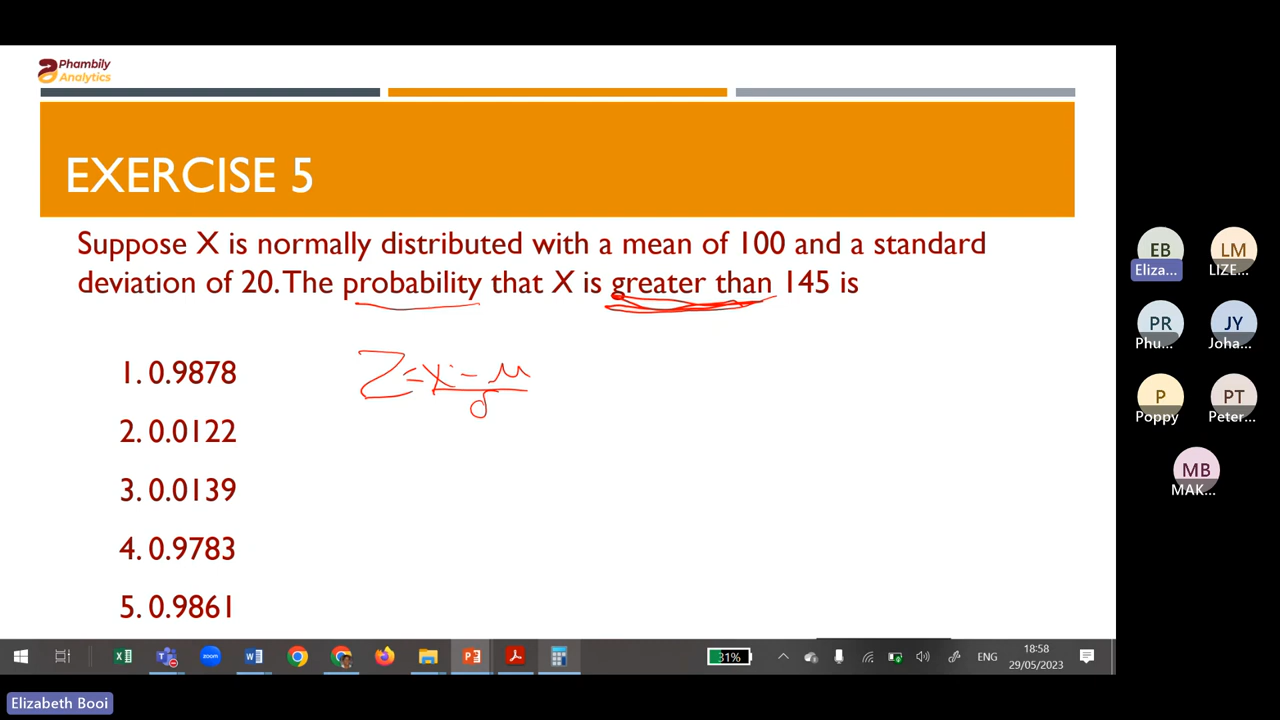 Phambily
Analytics
EXERCISE 5
Suppose X is normally distributed with a mean of 100 and a standard
deviation of 20. The probability that X is greater than 145 is
1. 0.9878
2. 0.0122
3. 0.0139
4. 0.9783
5. 0.9861
Z = x - μ
σ
EB
Eliza...
LM
LIZE...
PR
Phu...
JY
Joha...
P
Poppy
PT
Peter...
MB
MAK...
31%
ENG
18:58
29/05/2023
Elizabeth Booi